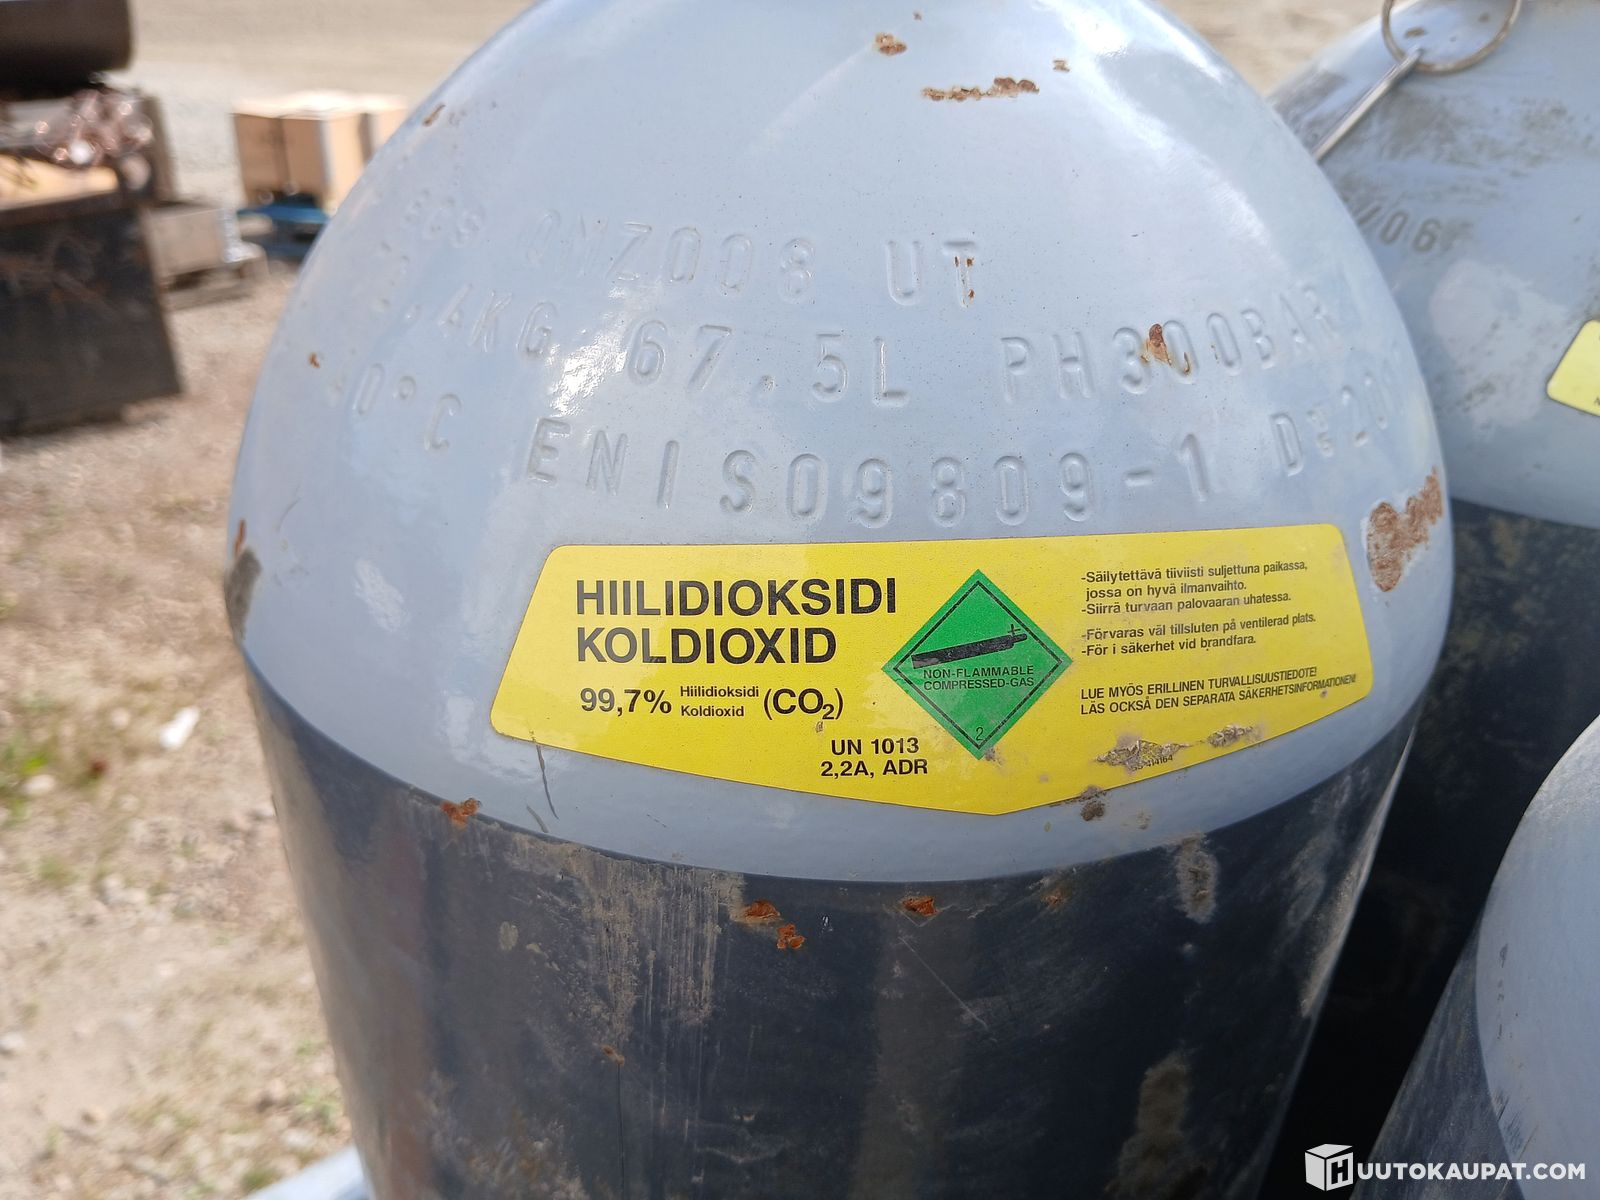 QMZ008 UT
67.5L PH300BAR
ENISO9809-1
/06
HIILIDIOKSIDI
KOLDIOXID
99,7% Hiilidioksidi
Koldioxid (CO₂)
UN 1013
2,2A, ADR
NON-FLAMMABLE
COMPRESSED-GAS
2
-Säilytettävä tiiviisti suljettuna paikassa,
jossa on hyvä ilmanvaihto.
-Siirrä turvaan palovaaran uhatessa.
-Förvaras väl tillsluten på ventilerad plats.
-För i säkerhet vid brandfara.
LUE MYÖS ERILLINEN TURVALLISUUSTIEDOTE!
LÄS OCKSÅ DEN SEPARATA SÄKERHETSINFORMATIONEN!
HUUTOKAUPAT.COM